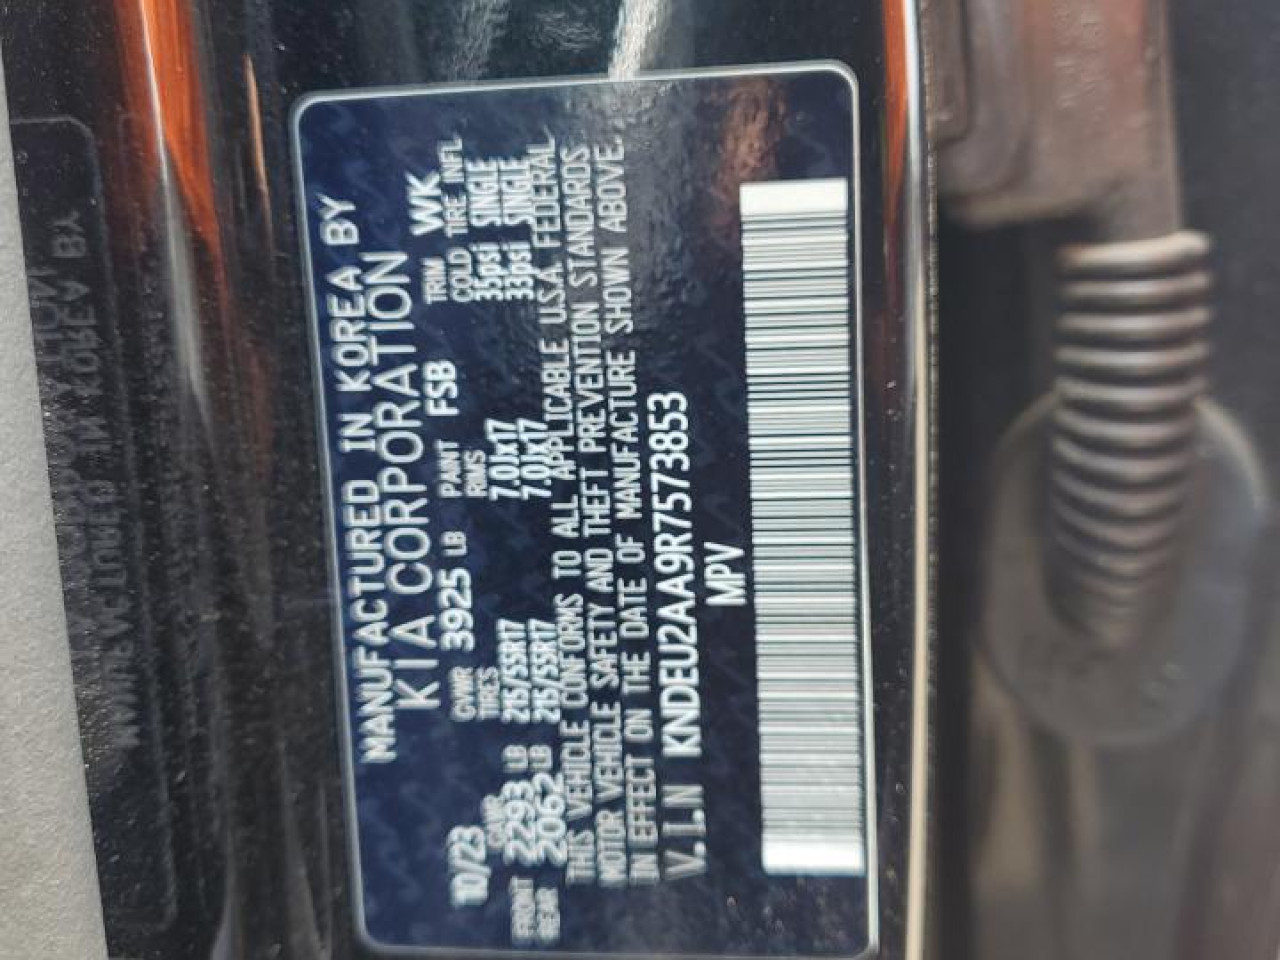 MANUFACTURED IN KOREA BY
KIA CORPORATION
10/23 GVWR 3925 LB PAINT FSB TRIM WK
GAWR TIRES RIMS COLD TIRE INFL
FRONT 2293 LB 215/55R17 7.0Jx17 35psi SINGLE
REAR 2062 LB 215/55R17 7.0Jx17 33psi SINGLE
THIS VEHICLE CONFORMS TO ALL APPLICABLE U.S.A. FEDERAL
MOTOR VEHICLE SAFETY AND THEFT PREVENTION STANDARDS
IN EFFECT ON THE DATE OF MANUFACTURE SHOWN ABOVE.
V.I.N KNDEU2AA9R7573853
MPV